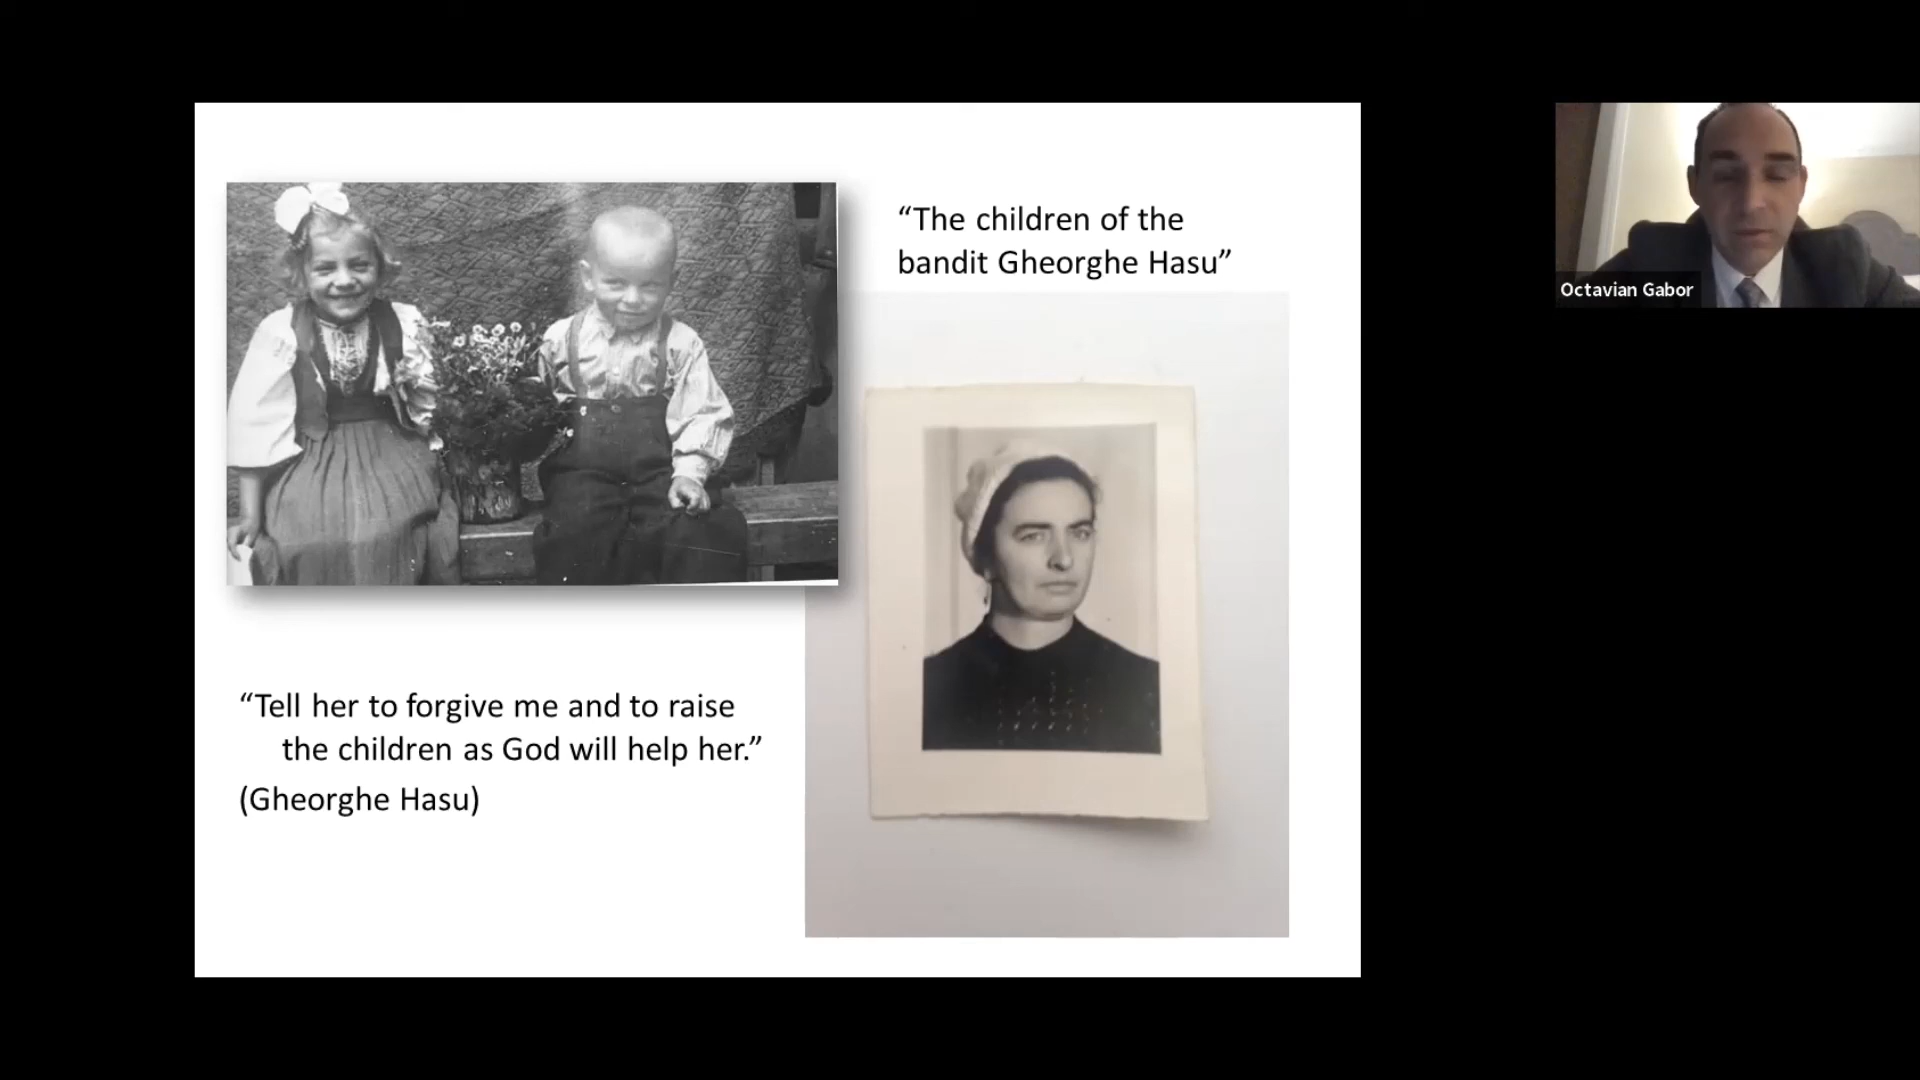 “The children of the
bandit Gheorghe Hasu”
“Tell her to forgive me and to raise
the children as God will help her.”
(Gheorghe Hasu)
Octavian Gabor